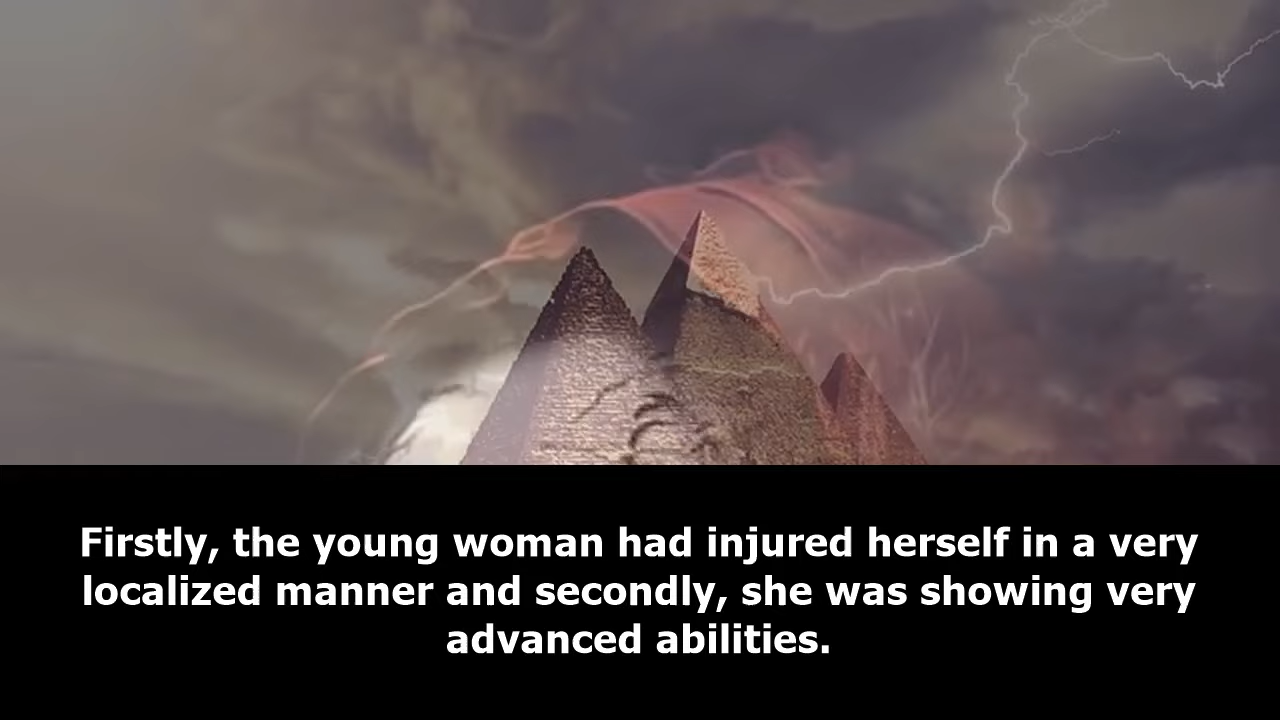 Firstly, the young woman had injured herself in a very
localized manner and secondly, she was showing very
advanced abilities.